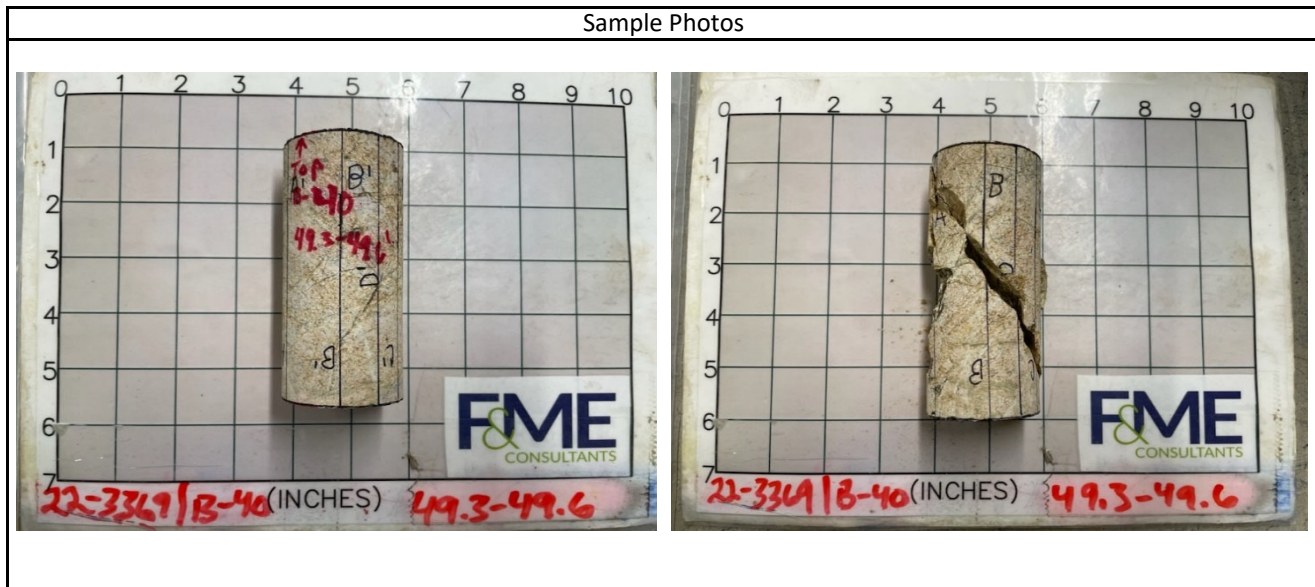 Sample Photos
0 1 2 3 4 5 6 7 8 9 10
1
2
3
4
5
6
7
↑
TOP
B-40
49.3-49.6'
B'
B'
F&ME
CONSULTANTS
22-3369/B-40 (INCHES) 49.3-49.6
0 1 2 3 4 5 6 7 8 9 10
1
2
3
4
5
6
7
B
B
F&ME
CONSULTANTS
22-3369/B-40 (INCHES) 49.3-49.6